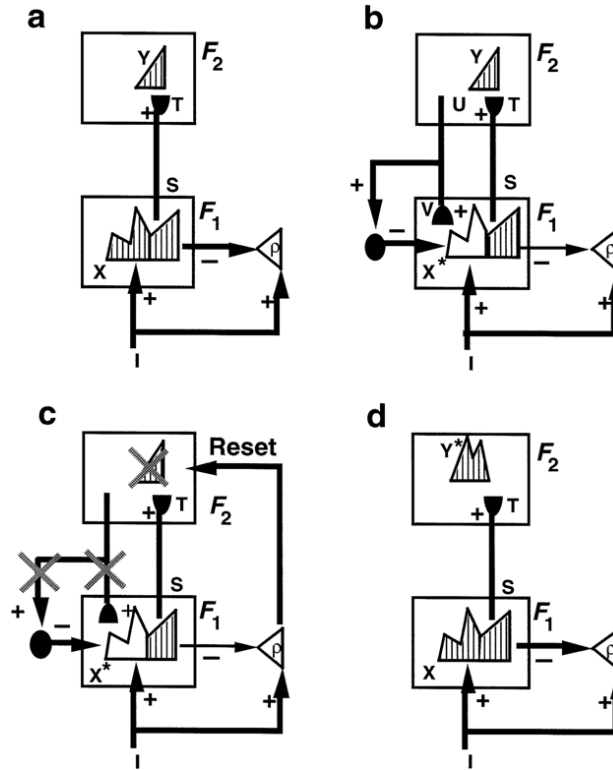 a
Y
F2
+
T
S
F1
X
−
ρ
+
+
I
b
Y
F2
U
+
T
+
S
V
+
F1
−
X*
−
ρ
+
+
I
c
Reset
T
+
F2
S
+
+
F1
−
X*
−
ρ
+
+
I
d
Y*
F2
+
T
S
F1
X
−
ρ
+
+
I